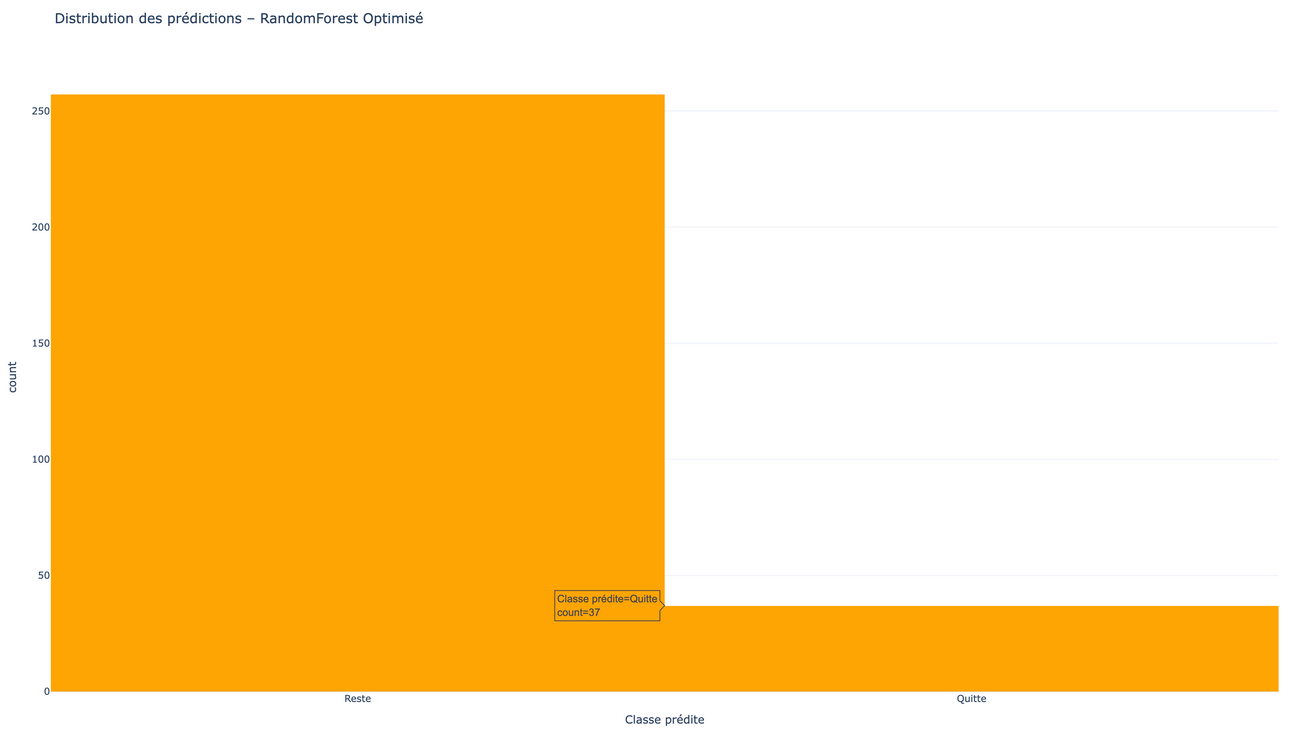 Distribution des prédictions – RandomForest Optimisé
250
200
150
100
50
0
count
Classe prédite=Quitte
count=37
Reste
Quitte
Classe prédite